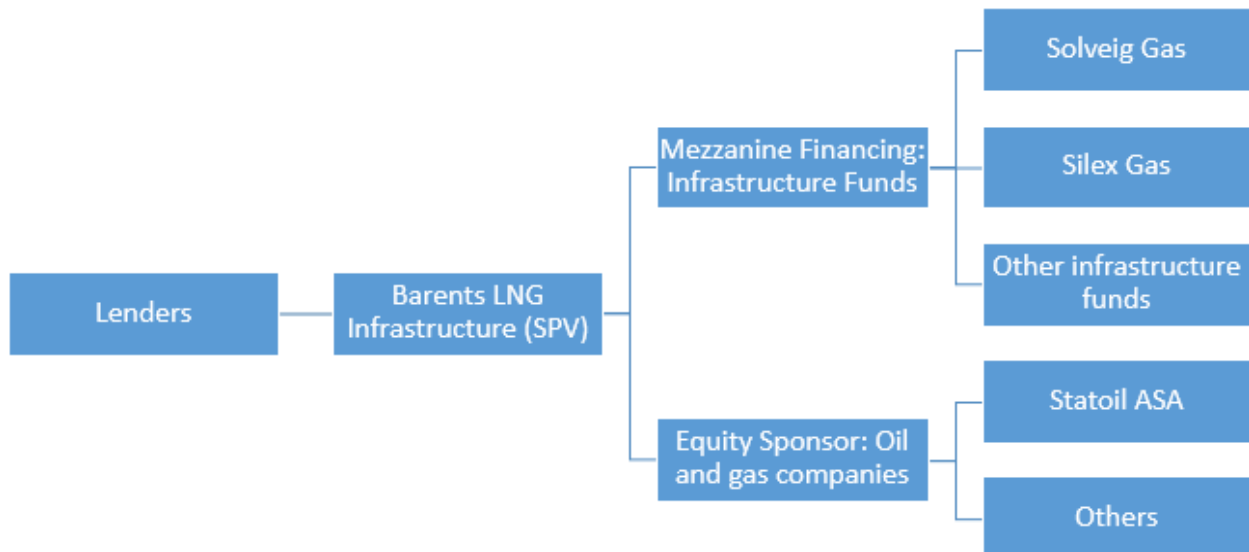 Lenders
Barents LNG
Infrastructure (SPV)
Mezzanine Financing:
Infrastructure Funds
Solveig Gas
Silex Gas
Other infrastructure
funds
Equity Sponsor: Oil
and gas companies
Statoil ASA
Others